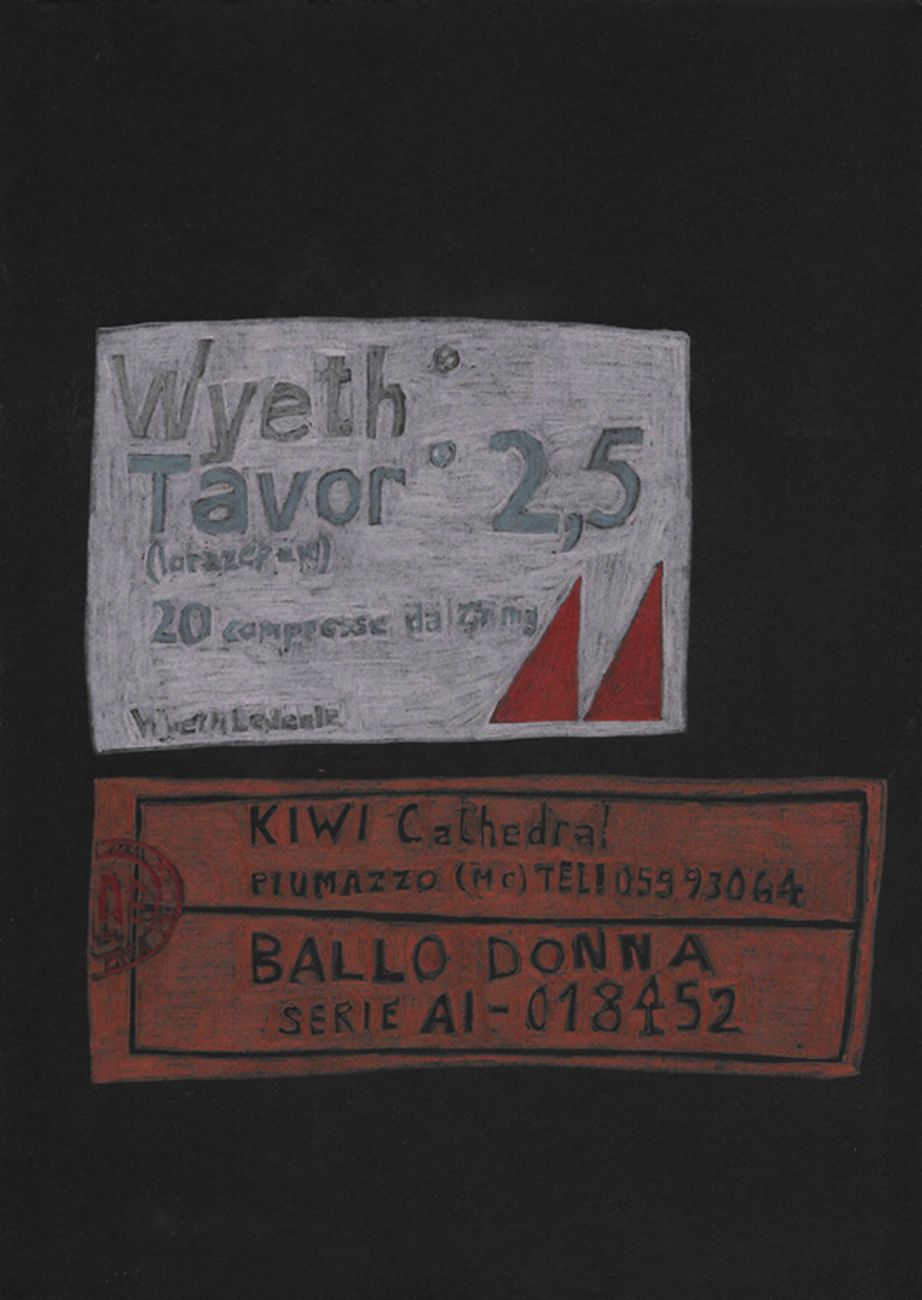 Wyeth®
Tavor® 2,5
(lorazepam)
20 compresse da 2,5 mg
Wyeth Lederle
KIWI Cathedral
PIUMAZZO (Mo) TEL! 059 93064
A
BALLO DONNA
SERIE AI-018452